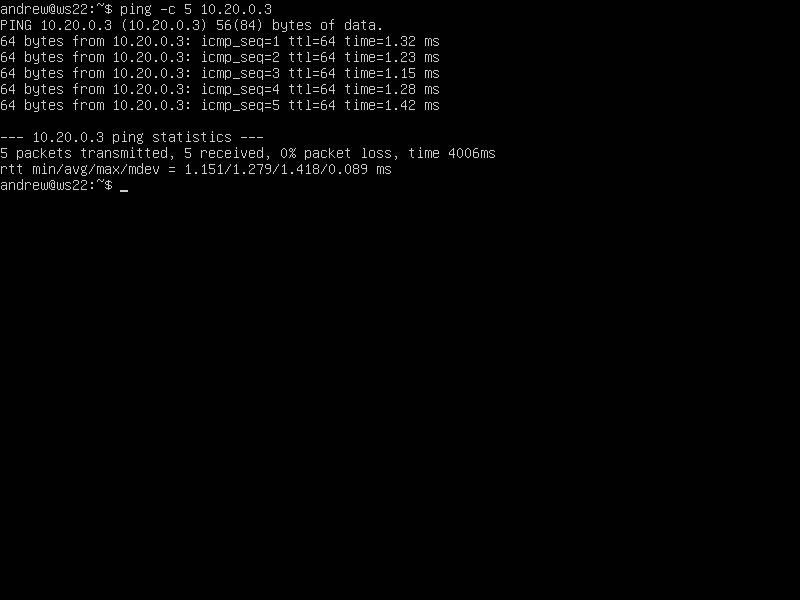 andrew@ws22:~$ ping -c 5 10.20.0.3
PING 10.20.0.3 (10.20.0.3) 56(84) bytes of data.
64 bytes from 10.20.0.3: icmp_seq=1 ttl=64 time=1.32 ms
64 bytes from 10.20.0.3: icmp_seq=2 ttl=64 time=1.23 ms
64 bytes from 10.20.0.3: icmp_seq=3 ttl=64 time=1.15 ms
64 bytes from 10.20.0.3: icmp_seq=4 ttl=64 time=1.28 ms
64 bytes from 10.20.0.3: icmp_seq=5 ttl=64 time=1.42 ms
--- 10.20.0.3 ping statistics ---
5 packets transmitted, 5 received, 0% packet loss, time 4006ms
rtt min/avg/max/mdev = 1.151/1.279/1.418/0.089 ms
andrew@ws22:~$ _